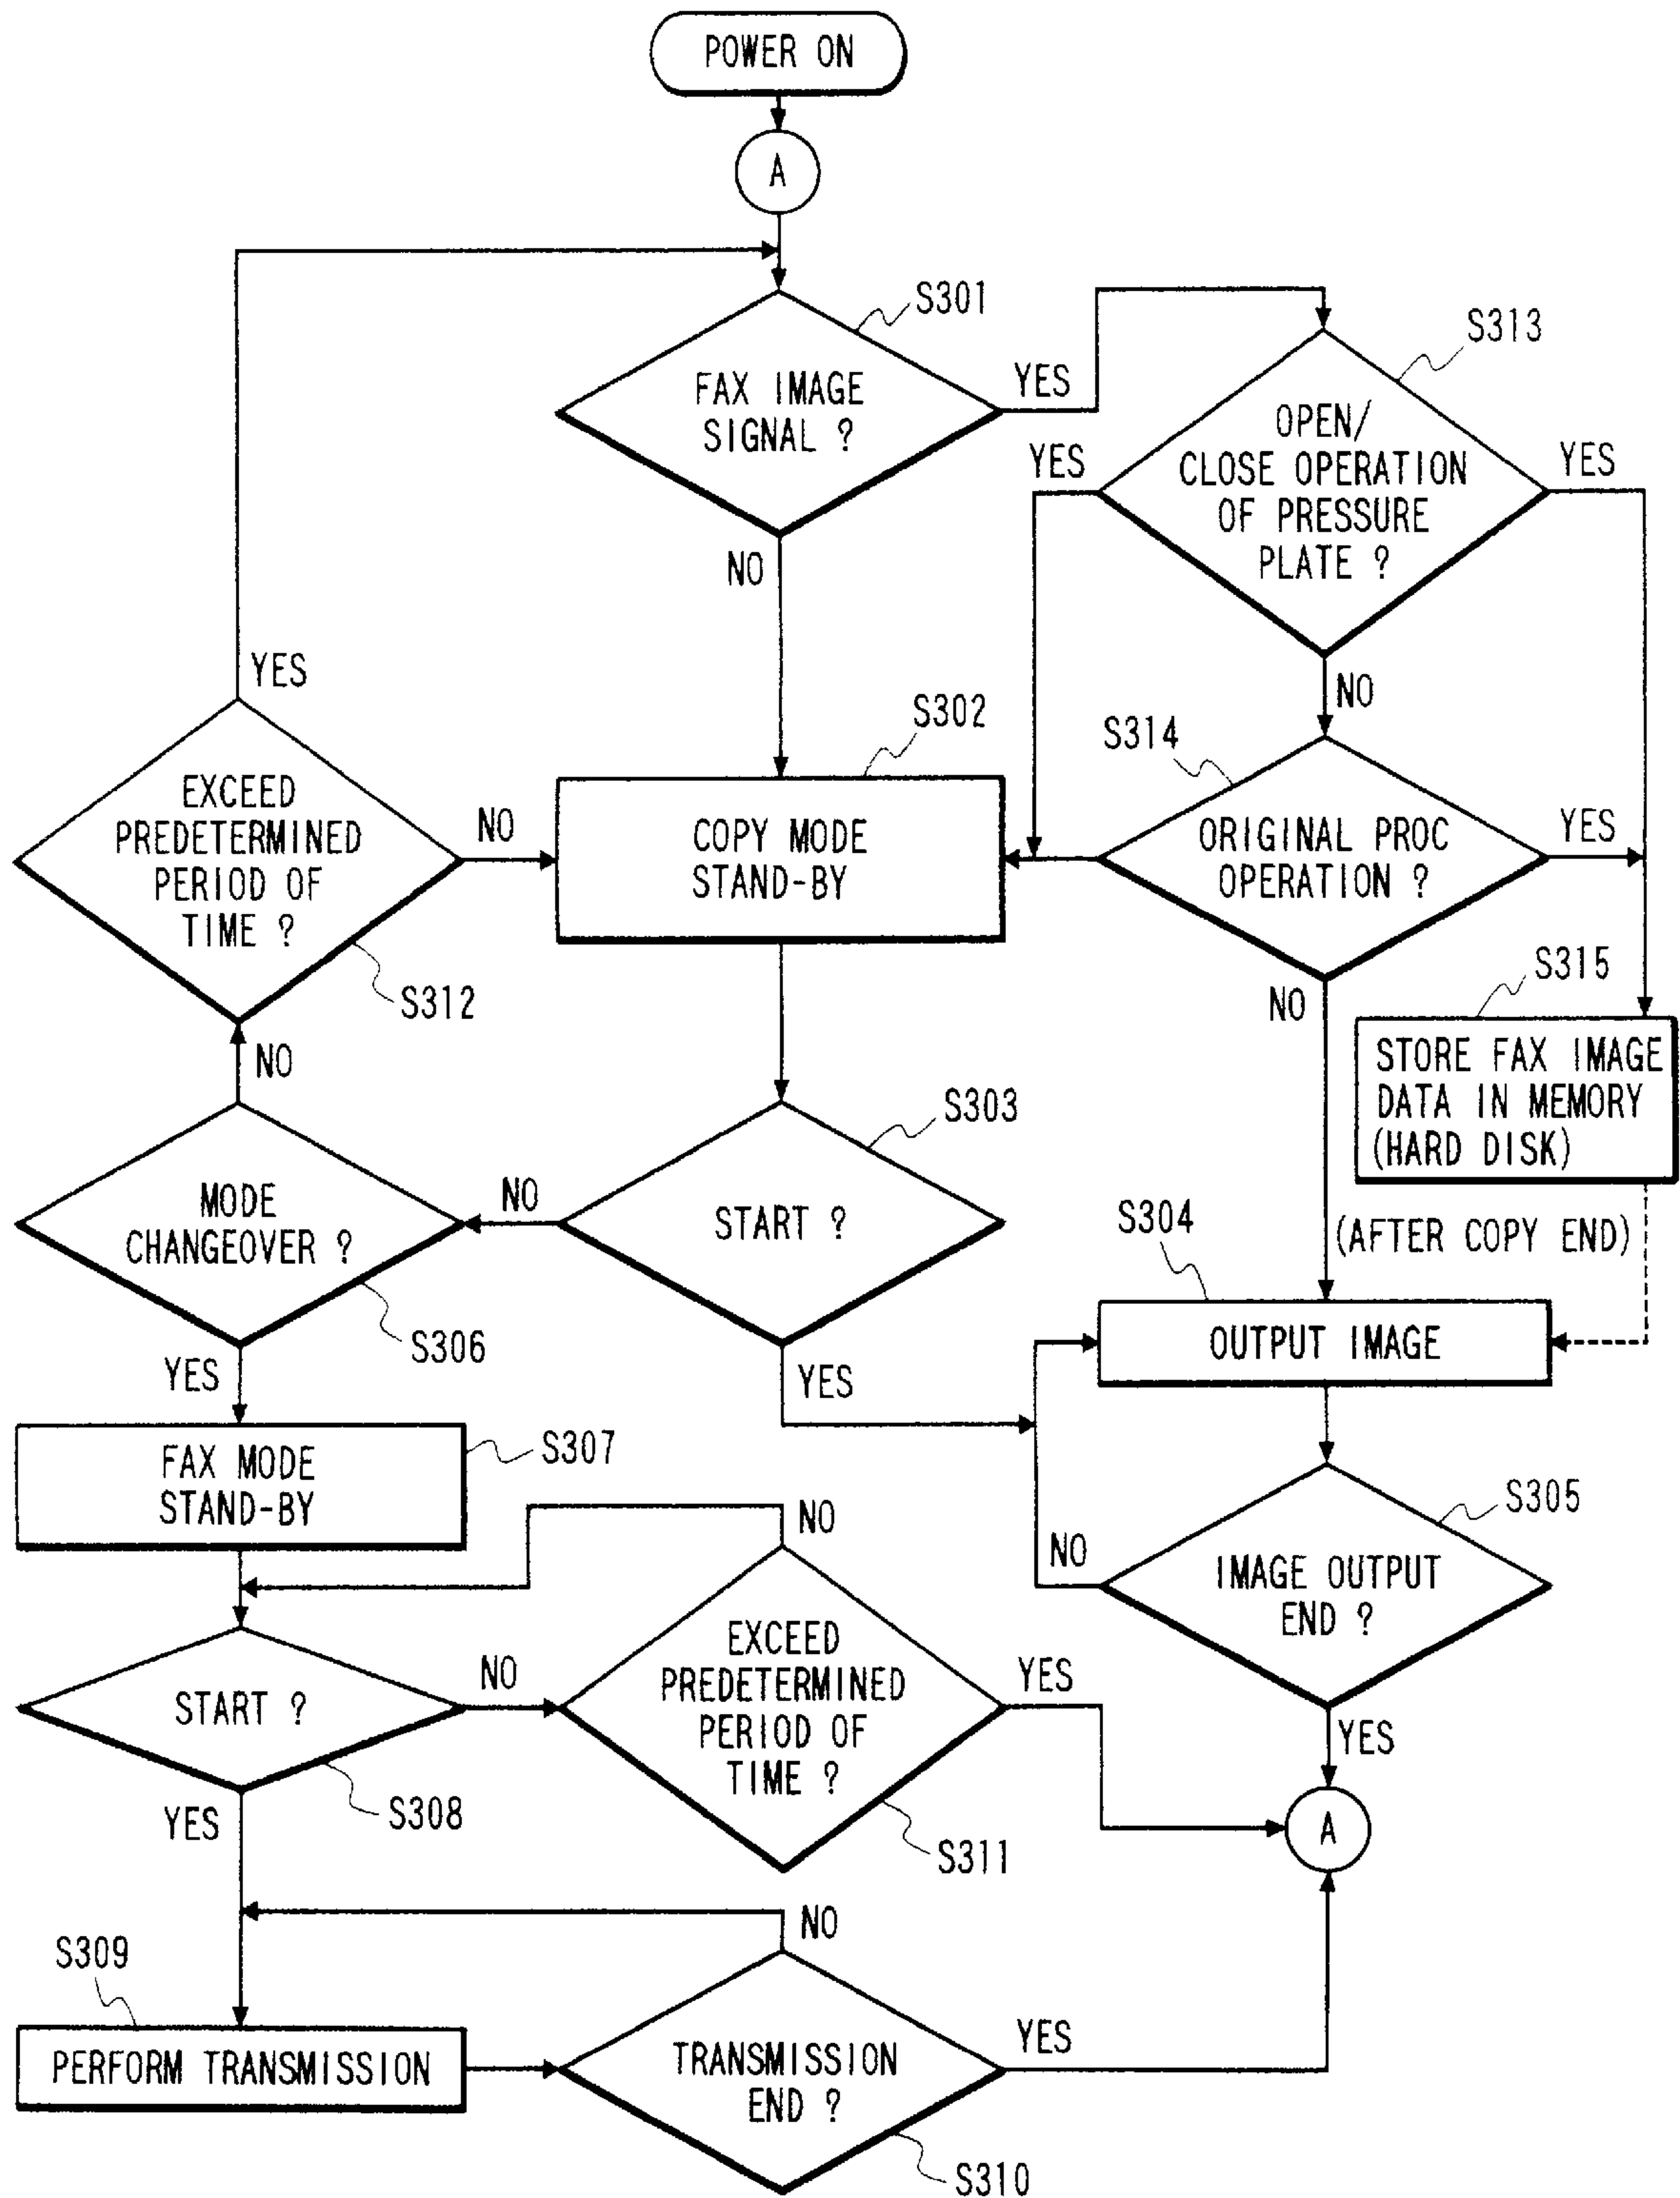 POWER ON
A
S301
FAX IMAGE
SIGNAL ?
YES
NO
S313
OPEN/
CLOSE OPERATION
OF PRESSURE
PLATE ?
YES
YES
NO
YES
EXCEED
PREDETERMINED
PERIOD OF
TIME ?
NO
S312
S302
COPY MODE
STAND-BY
S314
ORIGINAL PROC
OPERATION ?
YES
NO
S315
STORE FAX IMAGE
DATA IN MEMORY
(HARD DISK)
(AFTER COPY END)
NO
MODE
CHANGEOVER ?
S306
YES
NO
S303
START ?
YES
S304
OUTPUT IMAGE
FAX MODE
STAND-BY
S307
NO
S305
IMAGE OUTPUT
END ?
NO
YES
START ?
NO
S308
YES
EXCEED
PREDETERMINED
PERIOD OF
TIME ?
YES
S311
A
NO
S309
PERFORM TRANSMISSION
TRANSMISSION
END ?
YES
S310